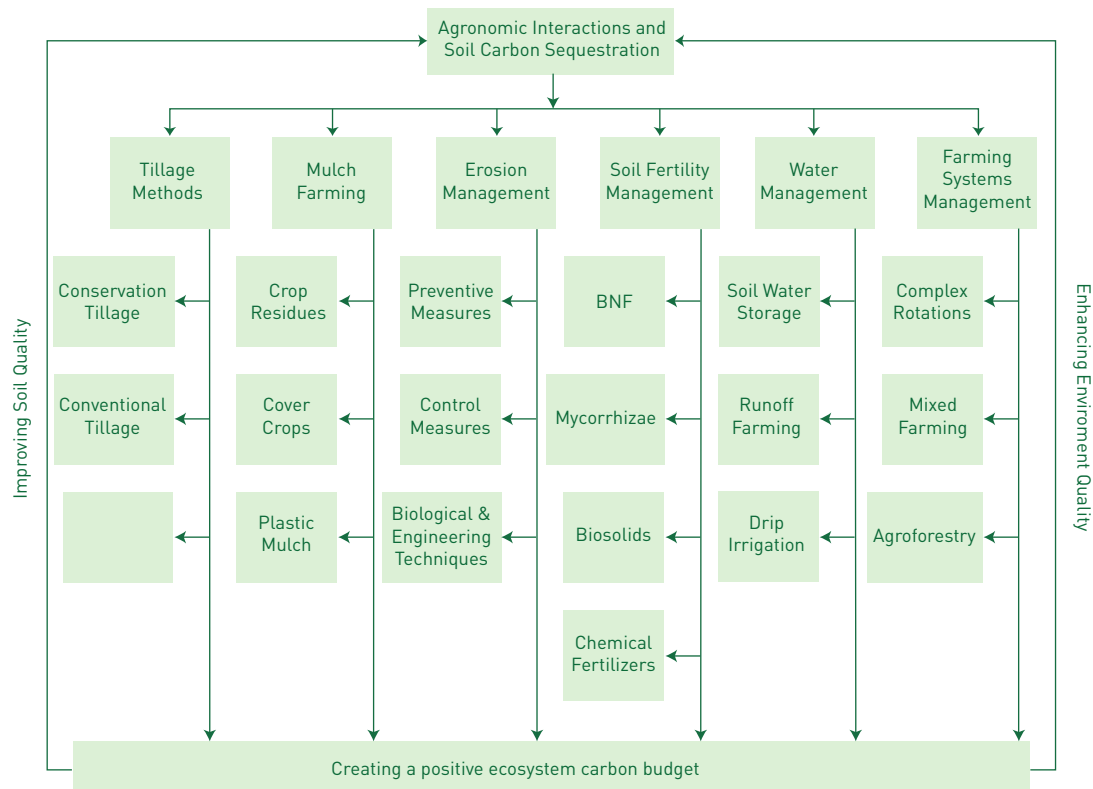 Agronomic Interactions and
Soil Carbon Sequestration
Tillage
Methods
Mulch
Farming
Erosion
Management
Soil Fertility
Management
Water
Management
Farming
Systems
Management
Conservation
Tillage
Crop
Residues
Preventive
Measures
BNF
Soil Water
Storage
Complex
Rotations
Conventional
Tillage
Cover
Crops
Control
Measures
Mycorrhizae
Runoff
Farming
Mixed
Farming
Plastic
Mulch
Biological &
Engineering
Techniques
Biosolids
Drip
Irrigation
Agroforestry
Chemical
Fertilizers
Creating a positive ecosystem carbon budget
Improving Soil Quality
Enhancing Enviroment Quality